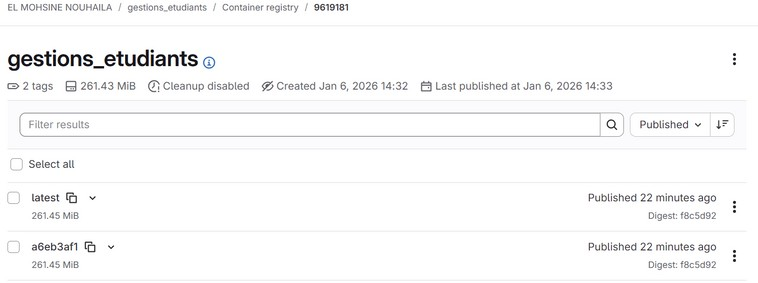 EL MOHSINE NOUHAILA / gestions_etudiants / Container registry / 9619181
gestions_etudiants
2 tags 261.43 MiB Cleanup disabled Created Jan 6, 2026 14:32 Last published at Jan 6, 2026 14:33
Filter results Published
Select all
latest Published 22 minutes ago
261.45 MiB Digest: f8c5d92
a6eb3af1 Published 22 minutes ago
261.45 MiB Digest: f8c5d92